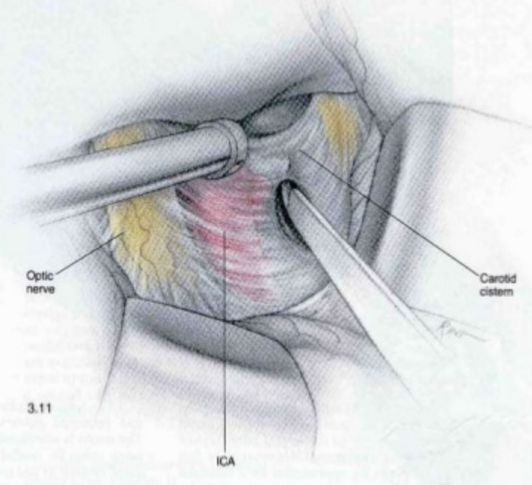 Optic
nerve
Carotid
cistern
3.11
ICA